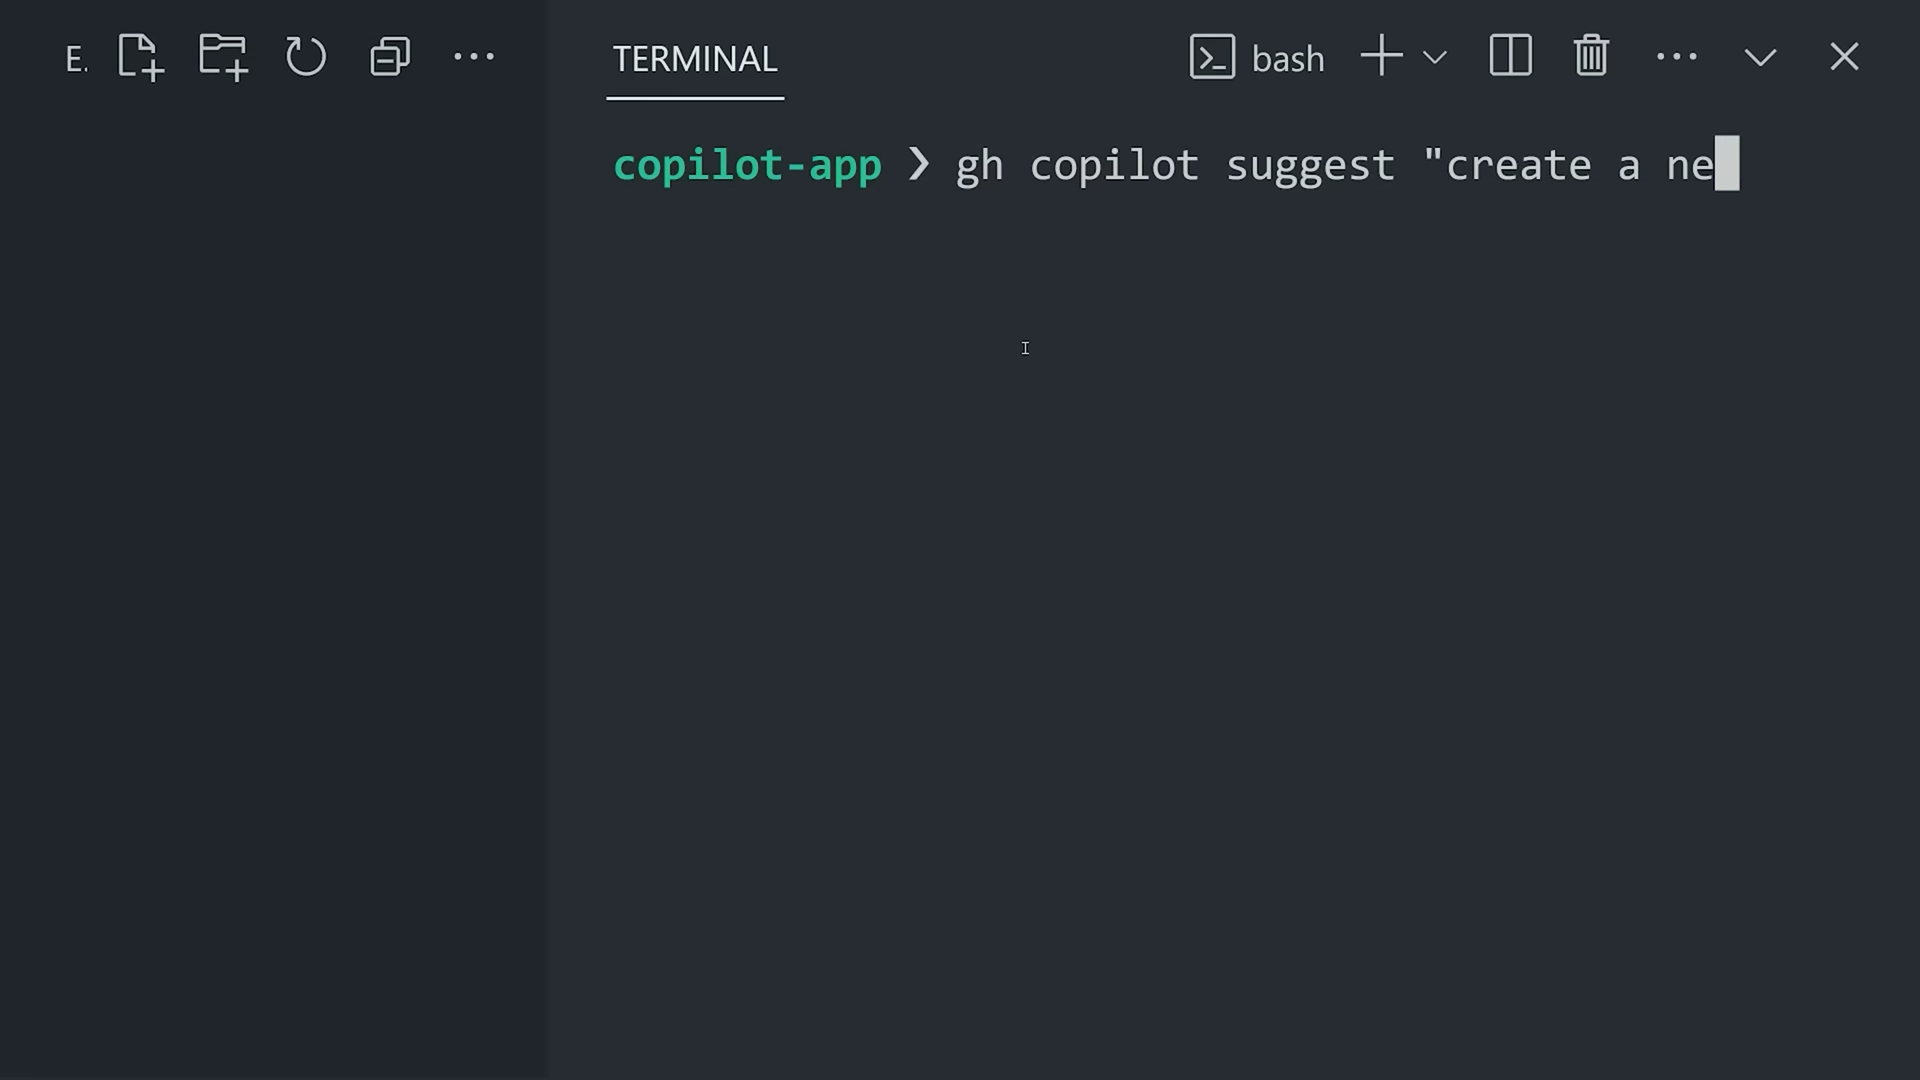 E.
TERMINAL
bash
copilot-app ❯ gh copilot suggest "create a ne